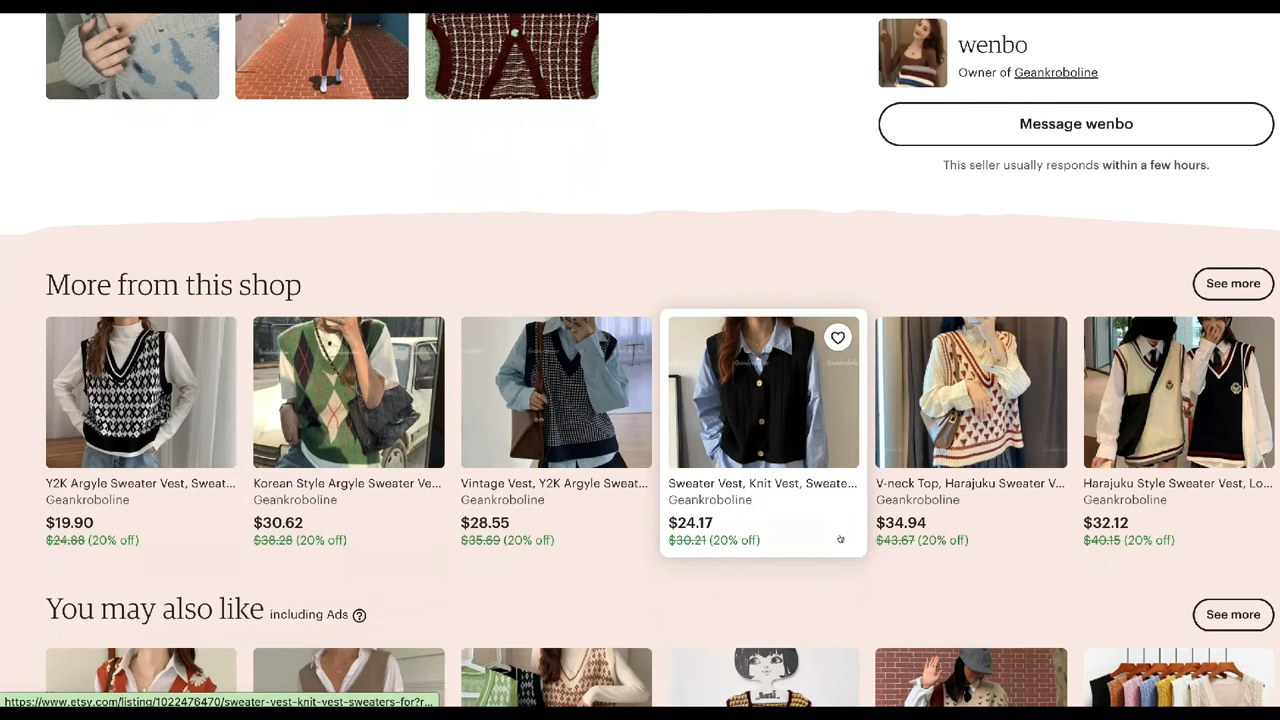 wenbo
Owner of Geankroboline
Message wenbo
This seller usually responds within a few hours.
More from this shop
See more
Y2K Argyle Sweater Vest, Sweat...
Geankroboline
$19.90
$24.88 (20% off)
Korean Style Argyle Sweater Ve...
Geankroboline
$30.62
$38.28 (20% off)
Vintage Vest, Y2K Argyle Sweat...
Geankroboline
$28.55
$35.69 (20% off)
Sweater Vest, Knit Vest, Sweate...
Geankroboline
$24.17
$30.21 (20% off)
V-neck Top, Harajuku Sweater V...
Geankroboline
$34.94
$43.67 (20% off)
Harajuku Style Sweater Vest, Lo...
Geankroboline
$32.12
$40.15 (20% off)
You may also like including Ads ?
See more
https://www.etsy.com/listing/1022476470/sweater-vest-knit-vest-sweaters-for?r...